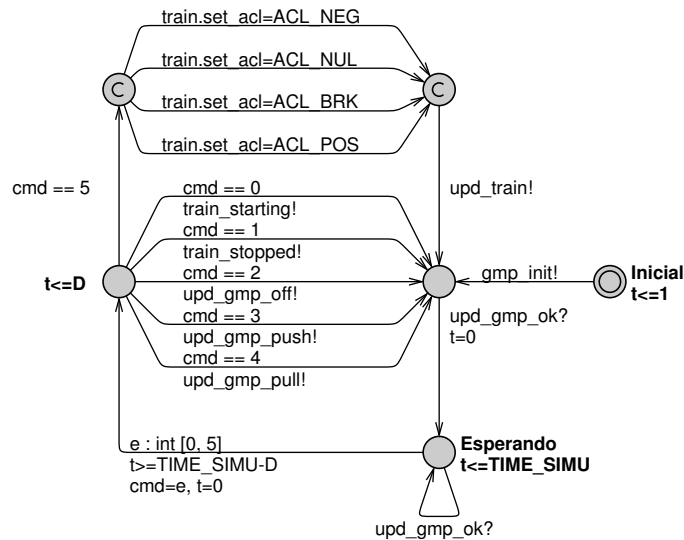 train.set_acl=ACL_NEG
train.set_acl=ACL_NUL
C
C
train.set_acl=ACL_BRK
train.set_acl=ACL_POS
cmd == 5
upd_train!
cmd == 0
train_starting!
cmd == 1
train_stopped!
cmd == 2
upd_gmp_off!
cmd == 3
upd_gmp_push!
cmd == 4
upd_gmp_pull!
t<=D
gmp_init!
Inicial
t<=1
upd_gmp_ok?
t=0
e : int [0, 5]
t>=TIME_SIMU-D
cmd=e, t=0
Esperando
t<=TIME_SIMU
upd_gmp_ok?